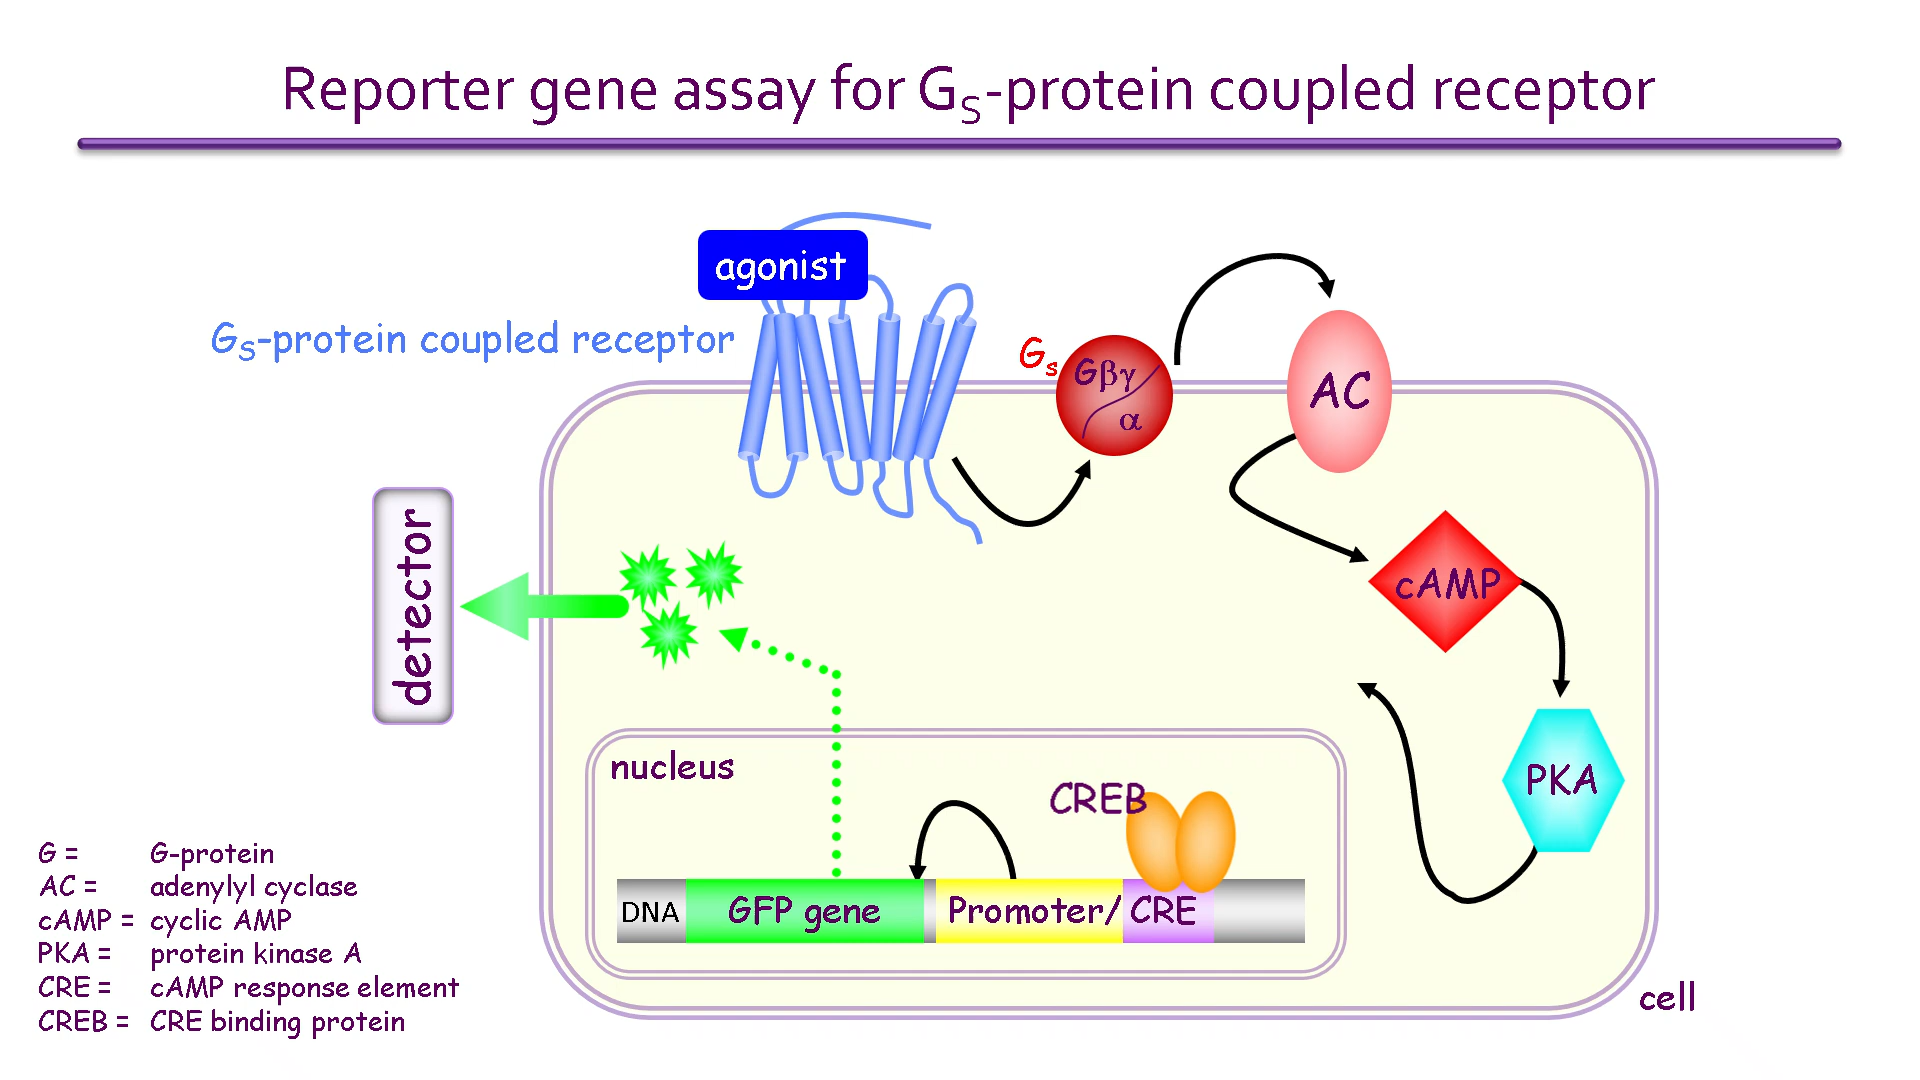 Reporter gene assay for GS-protein coupled receptor
agonist
GS-protein coupled receptor
Gs
Gβγ
α
AC
detector
cAMP
PKA
nucleus
CREB
DNA
GFP gene
Promoter/
CRE
cell
G = G-protein
AC = adenylyl cyclase
cAMP = cyclic AMP
PKA = protein kinase A
CRE = cAMP response element
CREB = CRE binding protein